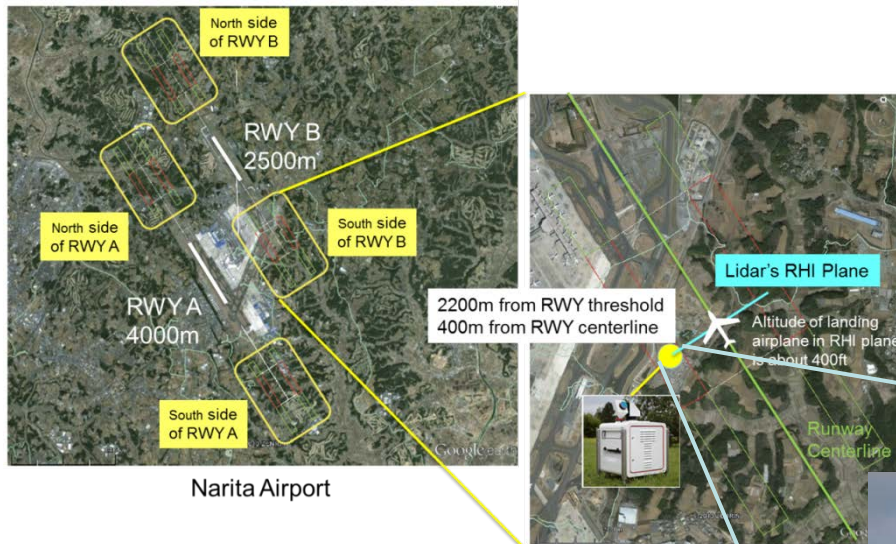 North side
of RWY B
RWY B
2500m
North side
of RWY A
South side
of RWY B
RWY A
4000m
South side
of RWY A
Google
Narita Airport
Lidar's RHI Plane
2200m from RWY threshold
400m from RWY centerline
Altitude of landing
airplane in RHI plane
is about 400ft
Runway
Centerline